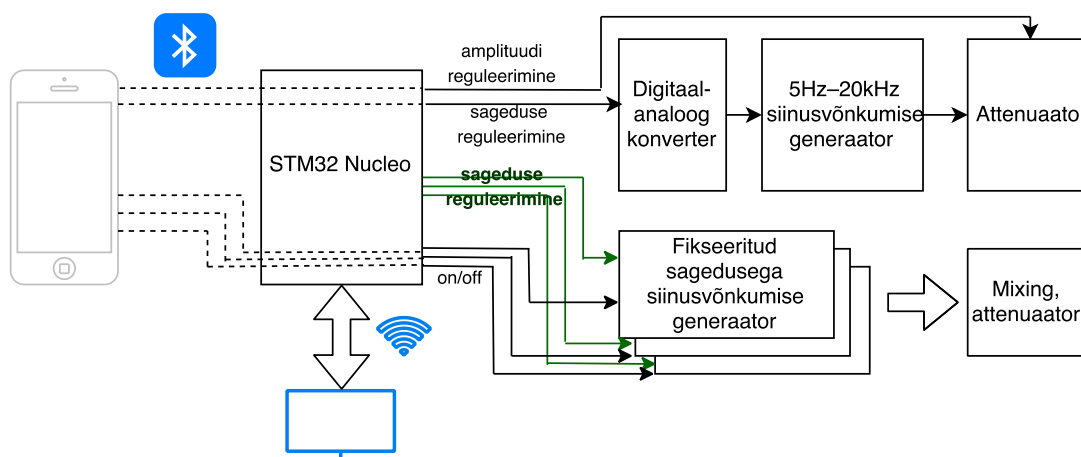 amplituudi
reguleerimine
sageduse
reguleerimine
STM32 Nucleo
sageduse
reguleerimine
on/off
Digitaal-
analoog
konverter
5Hz–20kHz
siinusvõnkumise
generaator
Attenuaato
Fikseeritud
sagedusega
siinusvõnkumise
generaator
Mixing,
attenuaator